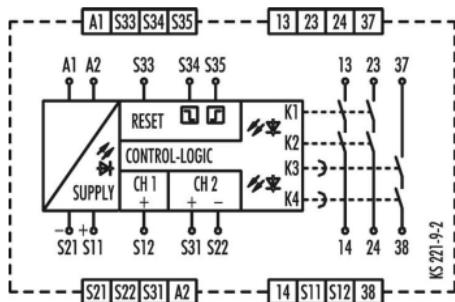 A1 S33 S34 S35 13 23 24 37
A1 A2 S33 S34 S35 13 23 37
RESET K1
CONTROL-LOGIC K2
SUPPLY CH 1 CH 2 K3
+ + − K4
− +
S21 S11 S12 S31 S22 14 24 38
KS 221-9-2
S21 S22 S31 A2 14 S11 S12 38